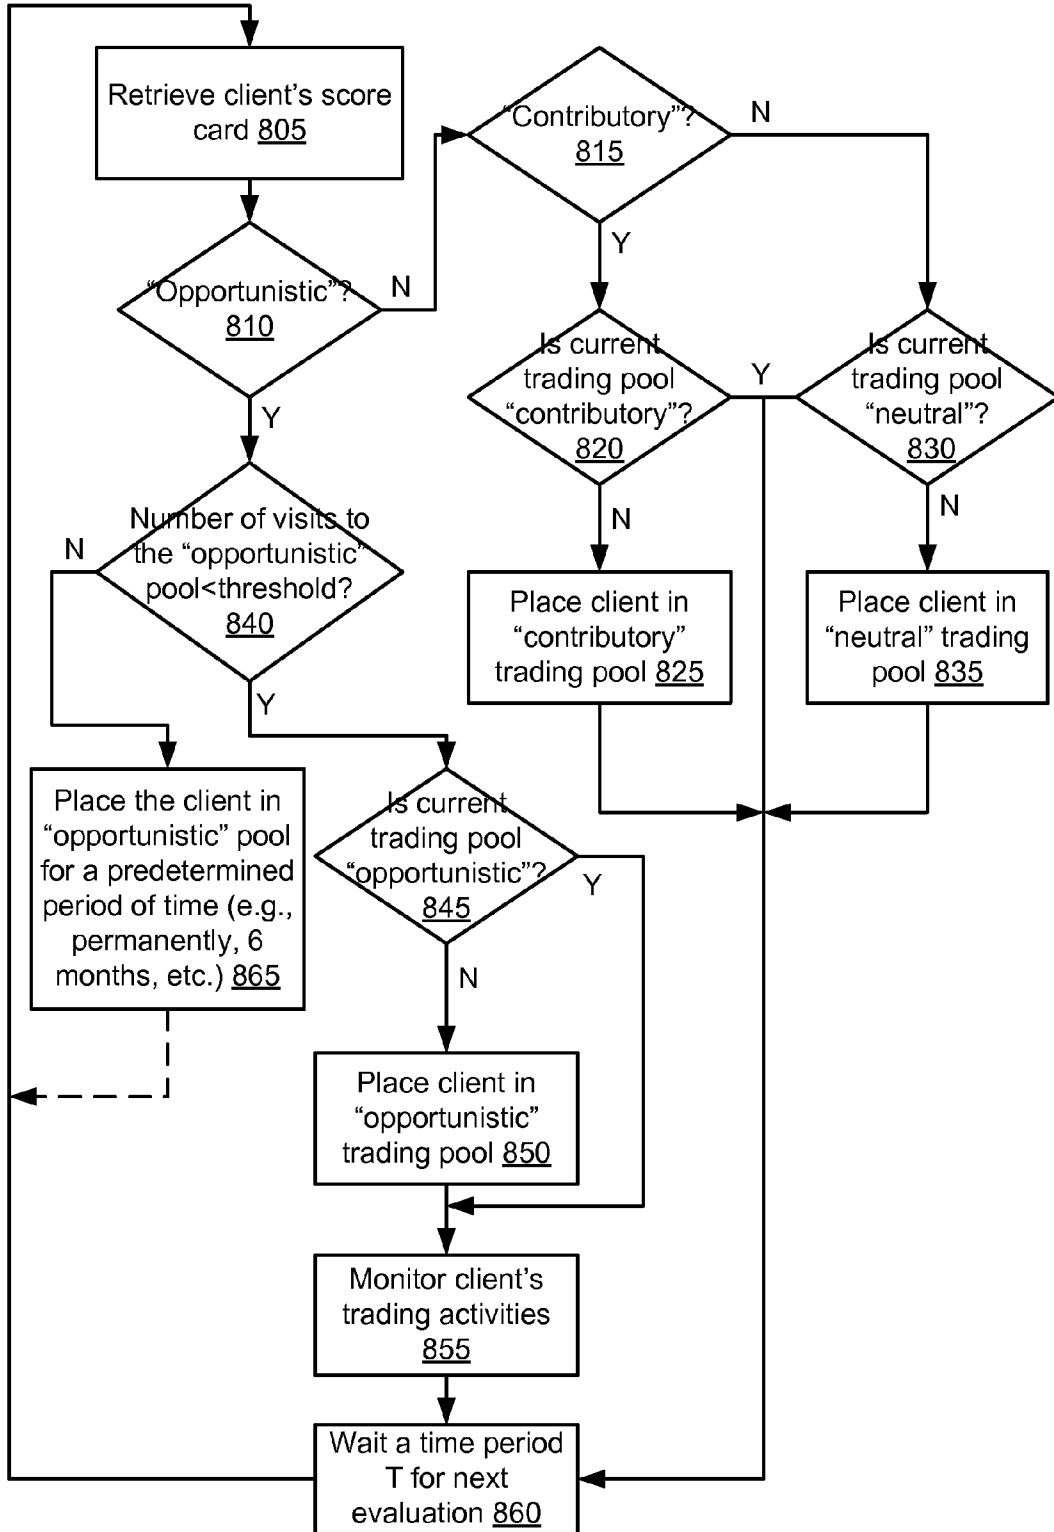 Retrieve client’s score
card 805
“Opportunistic”?
810
N
Y
“Contributory”?
815
N
Y
Is current
trading pool
“contributory”?
820
Y
N
Is current
trading pool
“neutral”?
830
N
Place client in
“contributory”
trading pool 825
Place client in
“neutral” trading
pool 835
Number of visits to
the “opportunistic”
pool<threshold?
840
N
Y
Place the client in
“opportunistic” pool
for a predetermined
period of time (e.g.,
permanently, 6
months, etc.) 865
Is current
trading pool
“opportunistic”?
845
Y
N
Place client in
“opportunistic”
trading pool 850
Monitor client’s
trading activities
855
Wait a time period
T for next
evaluation 860